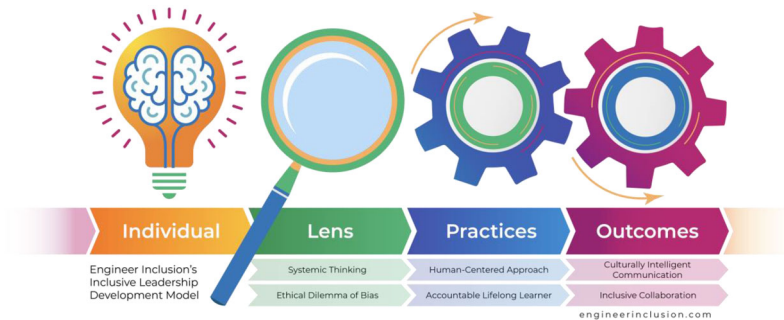 Individual
Lens
Practices
Outcomes
Engineer Inclusion's
Inclusive Leadership
Development Model
Systemic Thinking
Ethical Dilemma of Bias
Human-Centered Approach
Accountable Lifelong Learner
Culturally Intelligent
Communication
Inclusive Collaboration
engineerinclusion.com